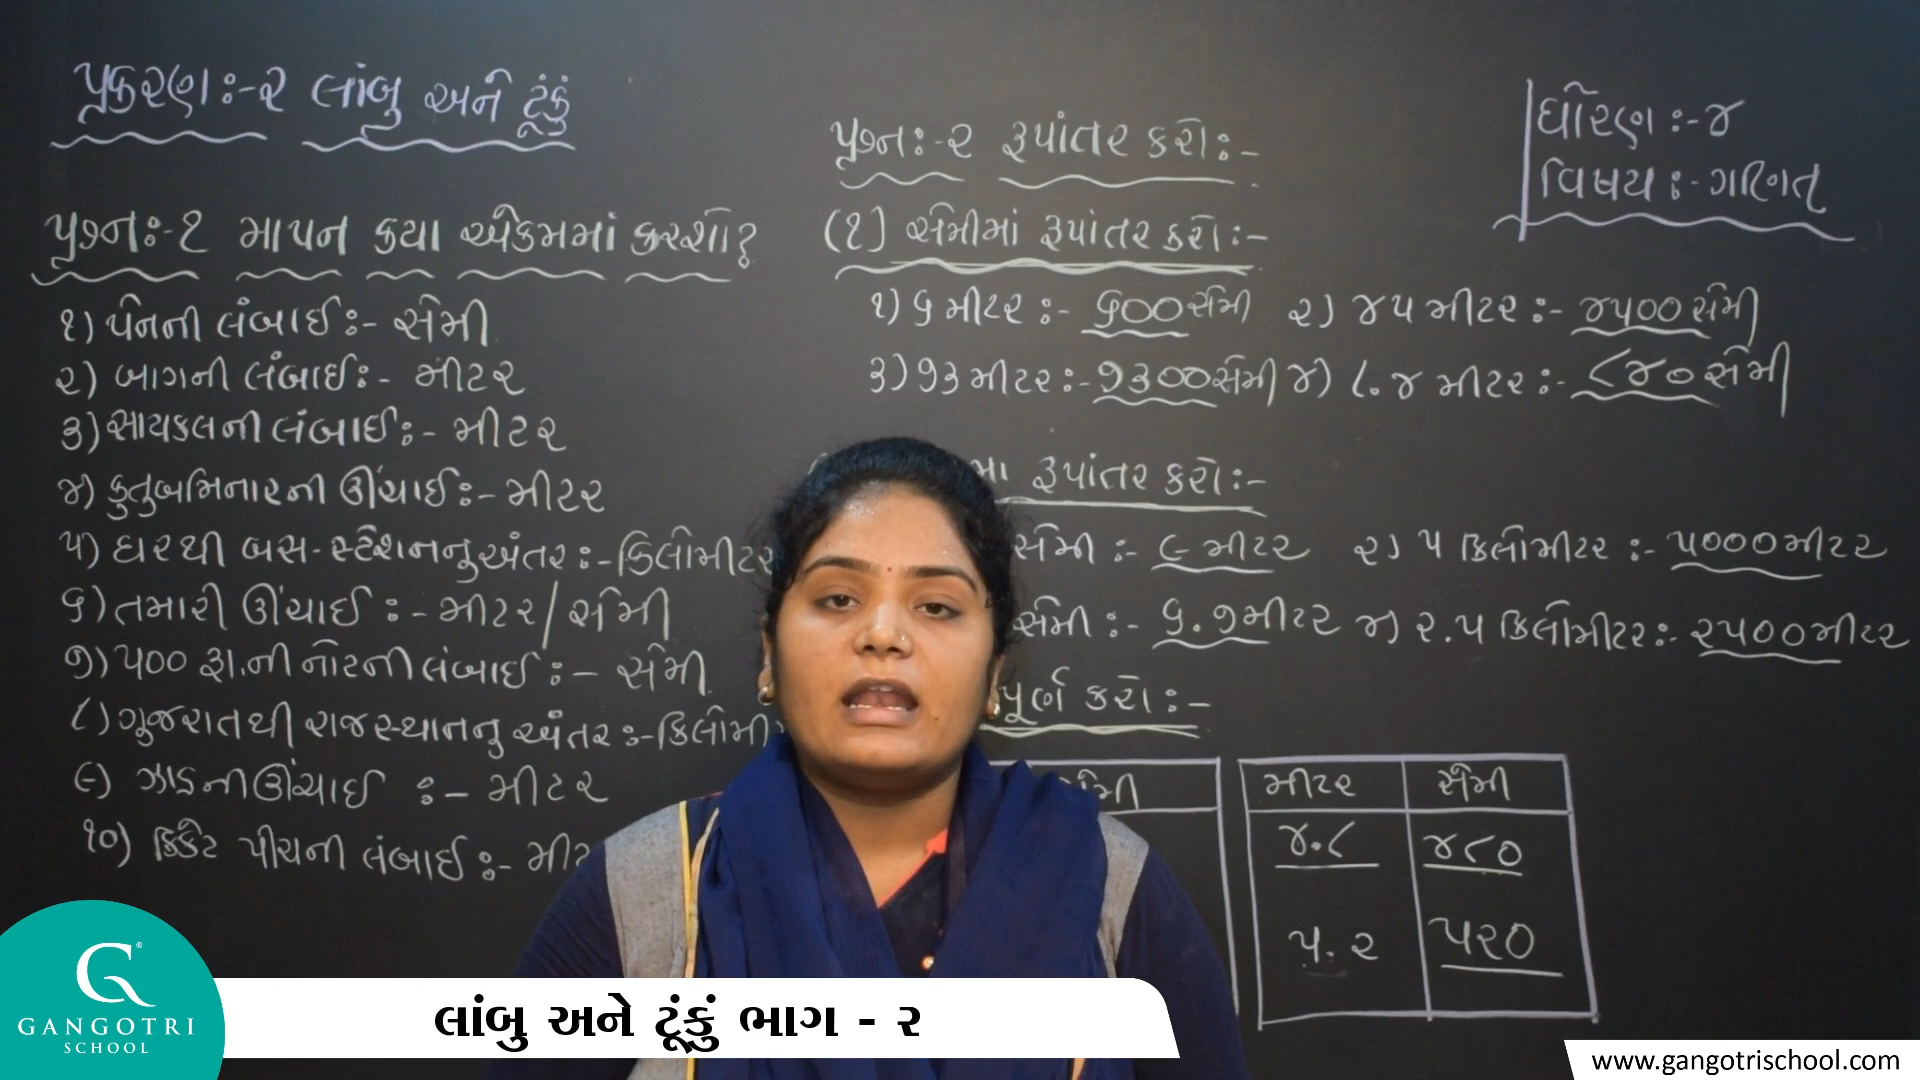 પ્રકરણઃ-૨ લાંબુ અને ટૂંકું
ધોરણઃ-૪
વિષયઃ-ગણિત
પ્રશ્નઃ-૧ માપન કયા એકમમાં કરશો?
૧) પેનની લંબાઈઃ- સેમી
૨) બાગની લંબાઈઃ- મીટર
૩) સાયકલની લંબાઈઃ- મીટર
૪) કુતુબમિનારની ઊંચાઈઃ- મીટર
૫) ઘરથી બસ-સ્ટેશનનુ અંતરઃ-કિલોમીટર
૬) તમારી ઊંચાઈઃ- મીટર/સેમી
૭) ૫૦૦ રૂા.ની નોટની લંબાઈઃ- સેમી
૮) ગુજરાતથી રાજસ્થાનનુ અંતરઃ-કિલોમી
૯) ઝાડની ઊંચાઈ ઃ- મીટર
૧૦) ક્રિકેટ પીચની લંબાઈઃ- મીટ
પ્રશ્નઃ-૨ રૂપાંતર કરોઃ-
(૧) સેમીમાં રૂપાંતર કરોઃ-
૧) ૬ મીટરઃ- ૬૦૦સેમી ૨) ૪૫ મીટરઃ- ૪૫૦૦સેમી
૩) ૭૩ મીટરઃ- ૭૩૦૦સેમી ૪) ૮.૪ મીટરઃ- ૮૪૦સેમી
રૂપાંતર કરોઃ-
સેમીઃ- ૯ મીટર ૨) ૫ કિલોમીટરઃ- ૫૦૦૦મીટર
સેમીઃ- ૬.૭મીટર ૪) ૨.૫ કિલોમીટરઃ- ૨૫૦૦મીટર
પૂર્ણ કરોઃ-
મીટર સેમી
૪.૮ ૪૮૦
૫.૨ ૫૨૦
G
GANGOTRI
SCHOOL
લાંબુ અને ટૂંકું ભાગ - ૨
www.gangotrischool.com